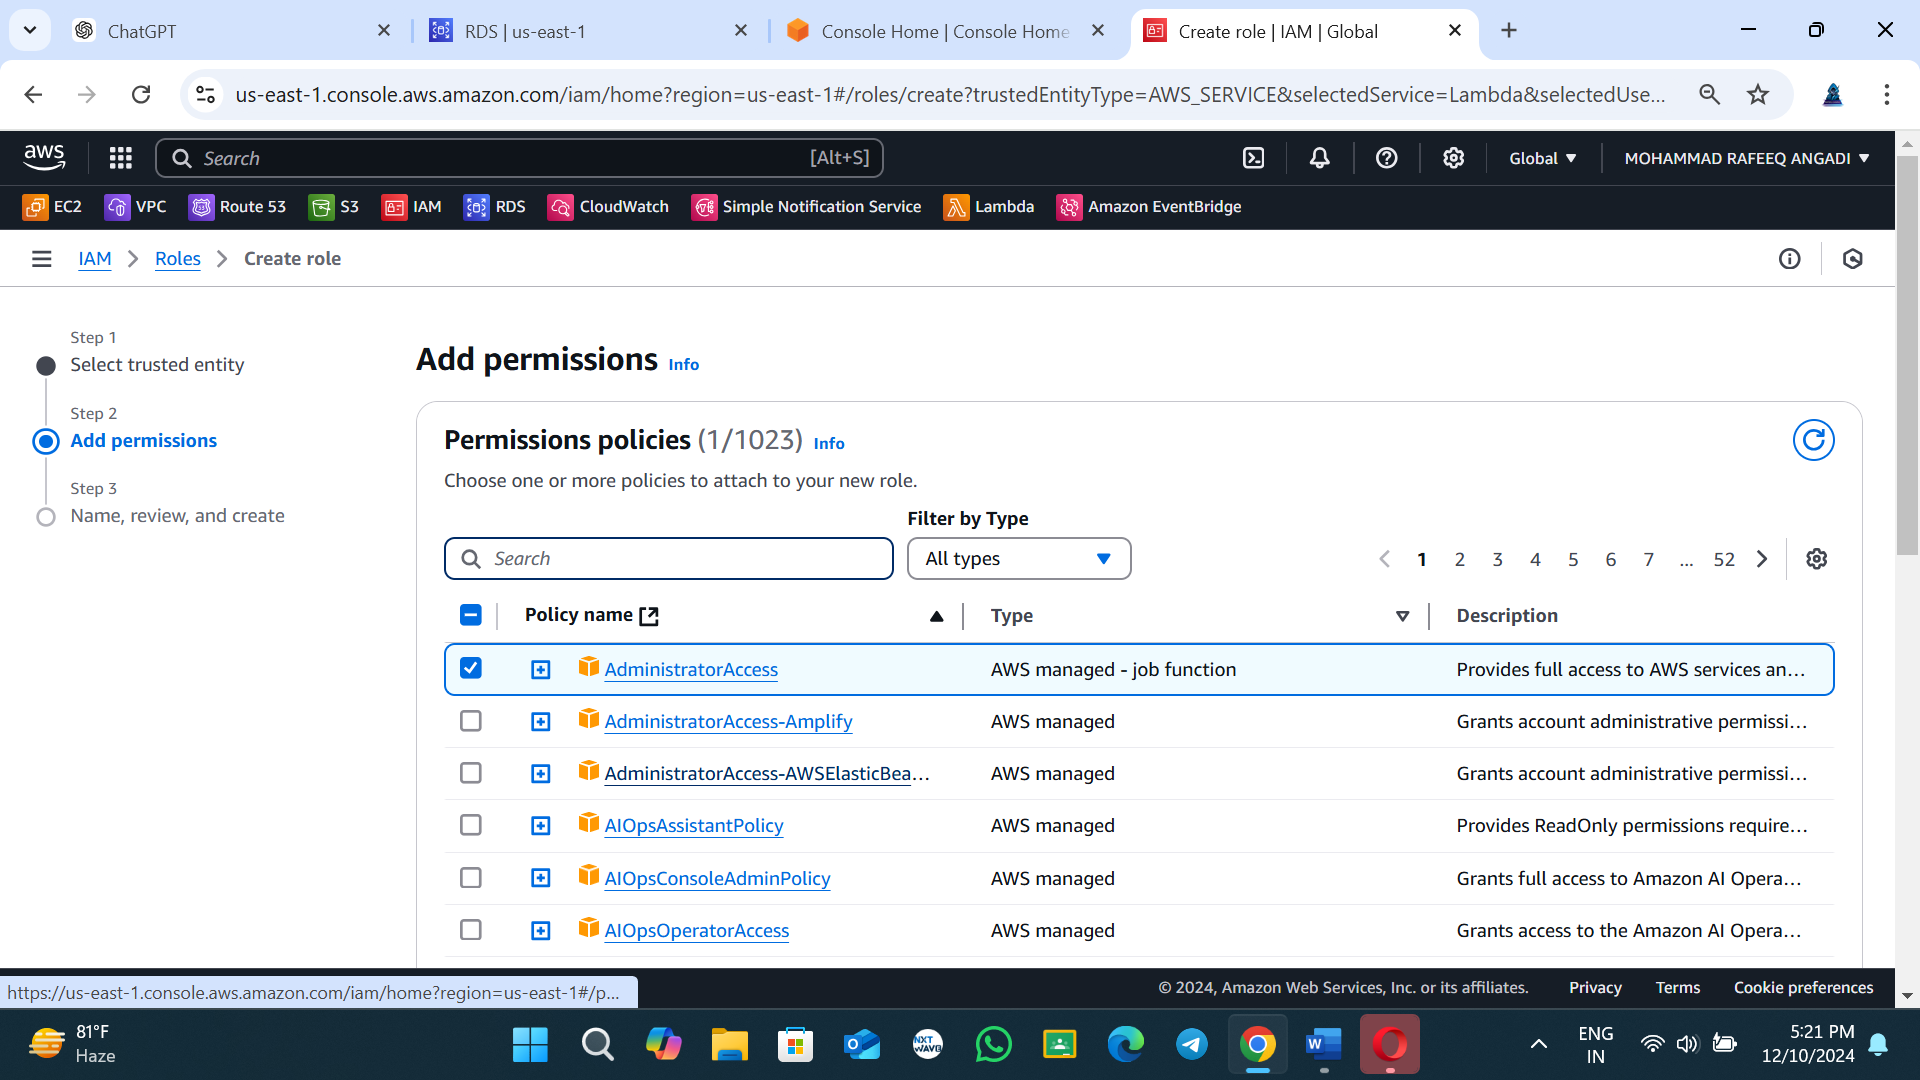 ChatGPT
RDS | us-east-1
Console Home | Console Home
Create role | IAM | Global
us-east-1.console.aws.amazon.com/iam/home?region=us-east-1#/roles/create?trustedEntityType=AWS_SERVICE&selectedService=Lambda&selectedUse...
aws
Search
[Alt+S]
Global
MOHAMMAD RAFEEQ ANGADI
EC2
VPC
Route 53
S3
IAM
RDS
CloudWatch
Simple Notification Service
Lambda
Amazon EventBridge
IAM
Roles
Create role
Step 1
Select trusted entity
Step 2
Add permissions
Step 3
Name, review, and create
Add permissions Info
Permissions policies (1/1023) Info
Choose one or more policies to attach to your new role.
Filter by Type
Search
All types
1 2 3 4 5 6 7 ... 52
Policy name Type Description
AdministratorAccess AWS managed - job function Provides full access to AWS services an...
AdministratorAccess-Amplify AWS managed Grants account administrative permissi...
AdministratorAccess-AWSElasticBea... AWS managed Grants account administrative permissi...
AIOpsAssistantPolicy AWS managed Provides ReadOnly permissions require...
AIOpsConsoleAdminPolicy AWS managed Grants full access to Amazon AI Opera...
AIOpsOperatorAccess AWS managed Grants access to the Amazon AI Opera...
https://us-east-1.console.aws.amazon.com/iam/home?region=us-east-1#/p...
© 2024, Amazon Web Services, Inc. or its affiliates.
Privacy
Terms
Cookie preferences
81°F
Haze
NXT
WAVE
ENG
IN
5:21 PM
12/10/2024